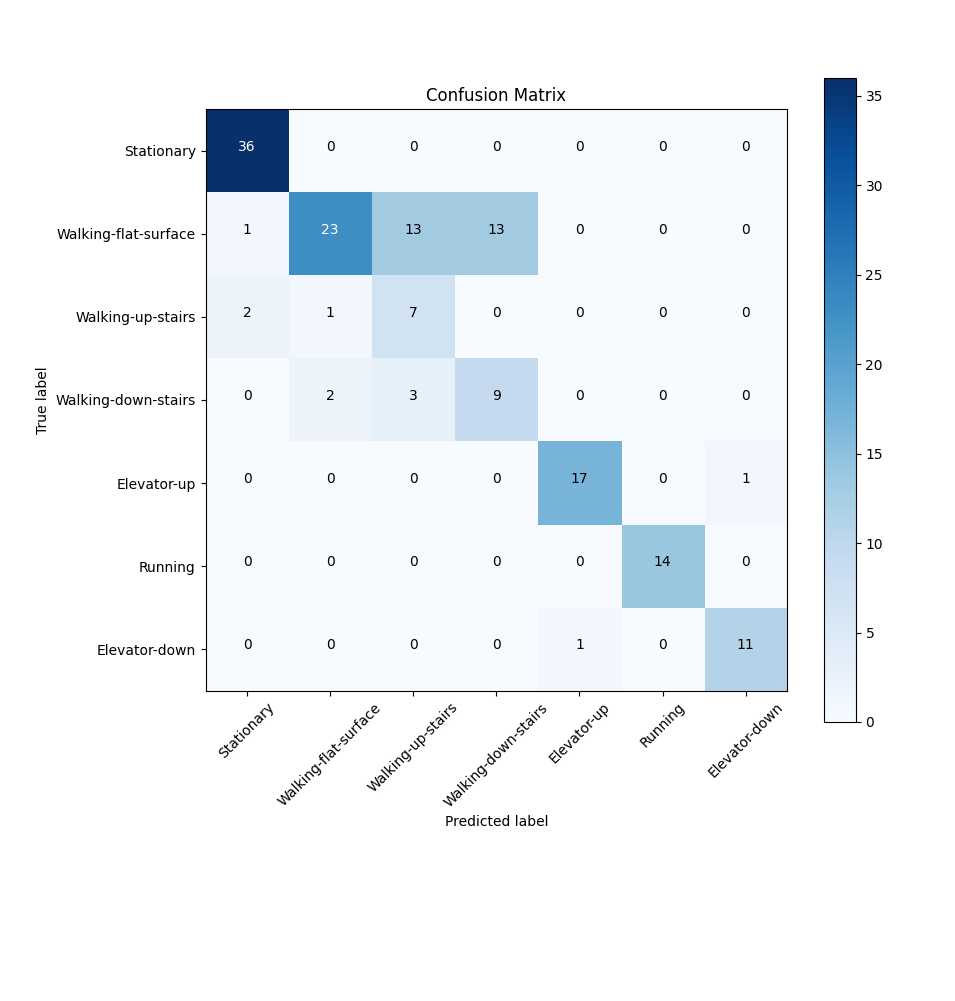 Confusion Matrix
Stationary 36 0 0 0 0 0 0
Walking-flat-surface 1 23 13 13 0 0 0
Walking-up-stairs 2 1 7 0 0 0 0
Walking-down-stairs 0 2 3 9 0 0 0
Elevator-up 0 0 0 0 17 0 1
Running 0 0 0 0 0 14 0
Elevator-down 0 0 0 0 1 0 11
True label
Stationary Walking-flat-surface Walking-up-stairs Walking-down-stairs Elevator-up Running Elevator-down
Predicted label
35
30
25
20
15
10
5
0